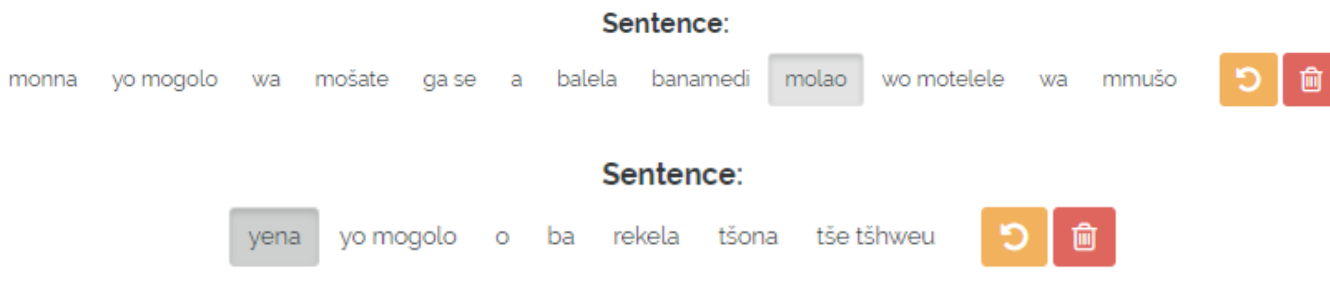 Sentence:
monna yo mogolo wa mošate ga se a balela banamedi molao wo motelele wa mmušo
Sentence:
yena yo mogolo o ba rekela tšona tše tšhweu